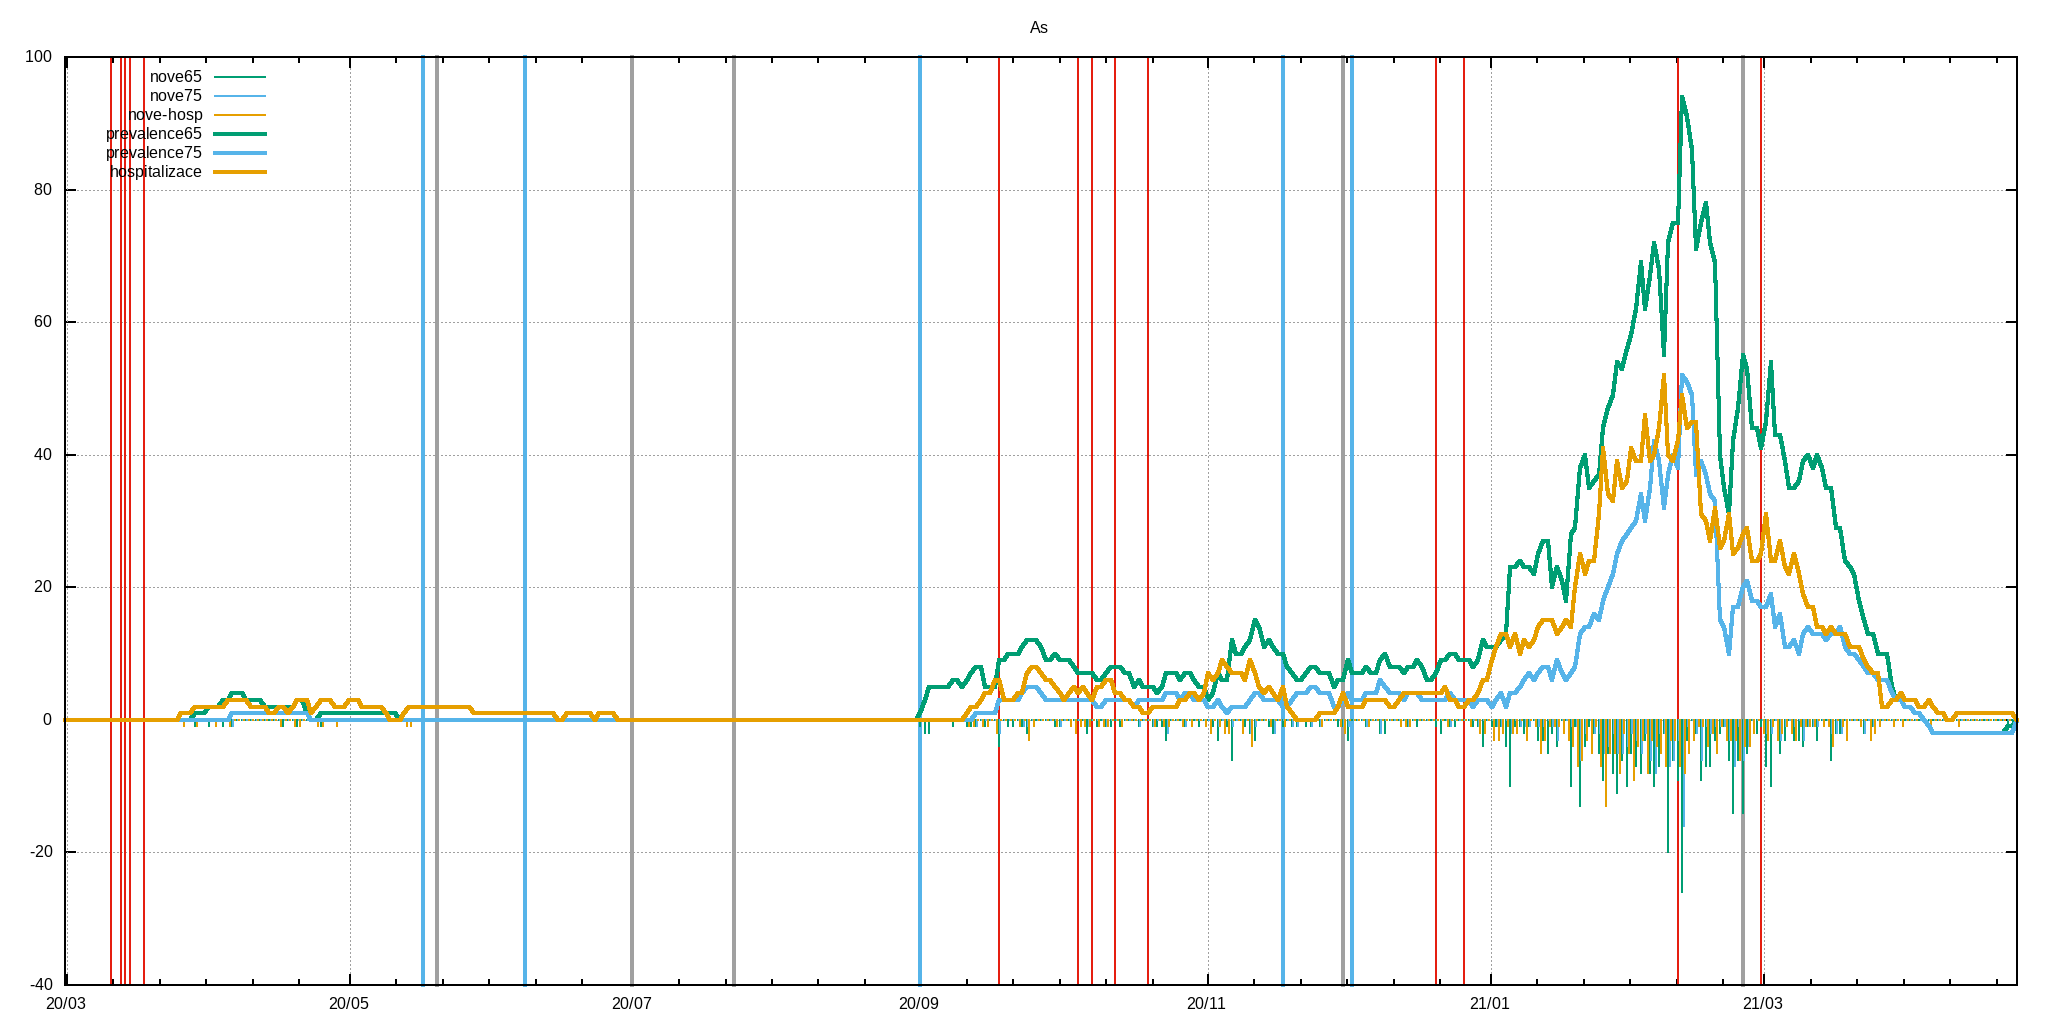 As
100
nove65
nove75
nove-hosp
prevalence65
prevalence75
hospitalizace
80
60
40
20
0
-20
-40
20/03 20/05 20/07 20/09 20/11 21/01 21/03